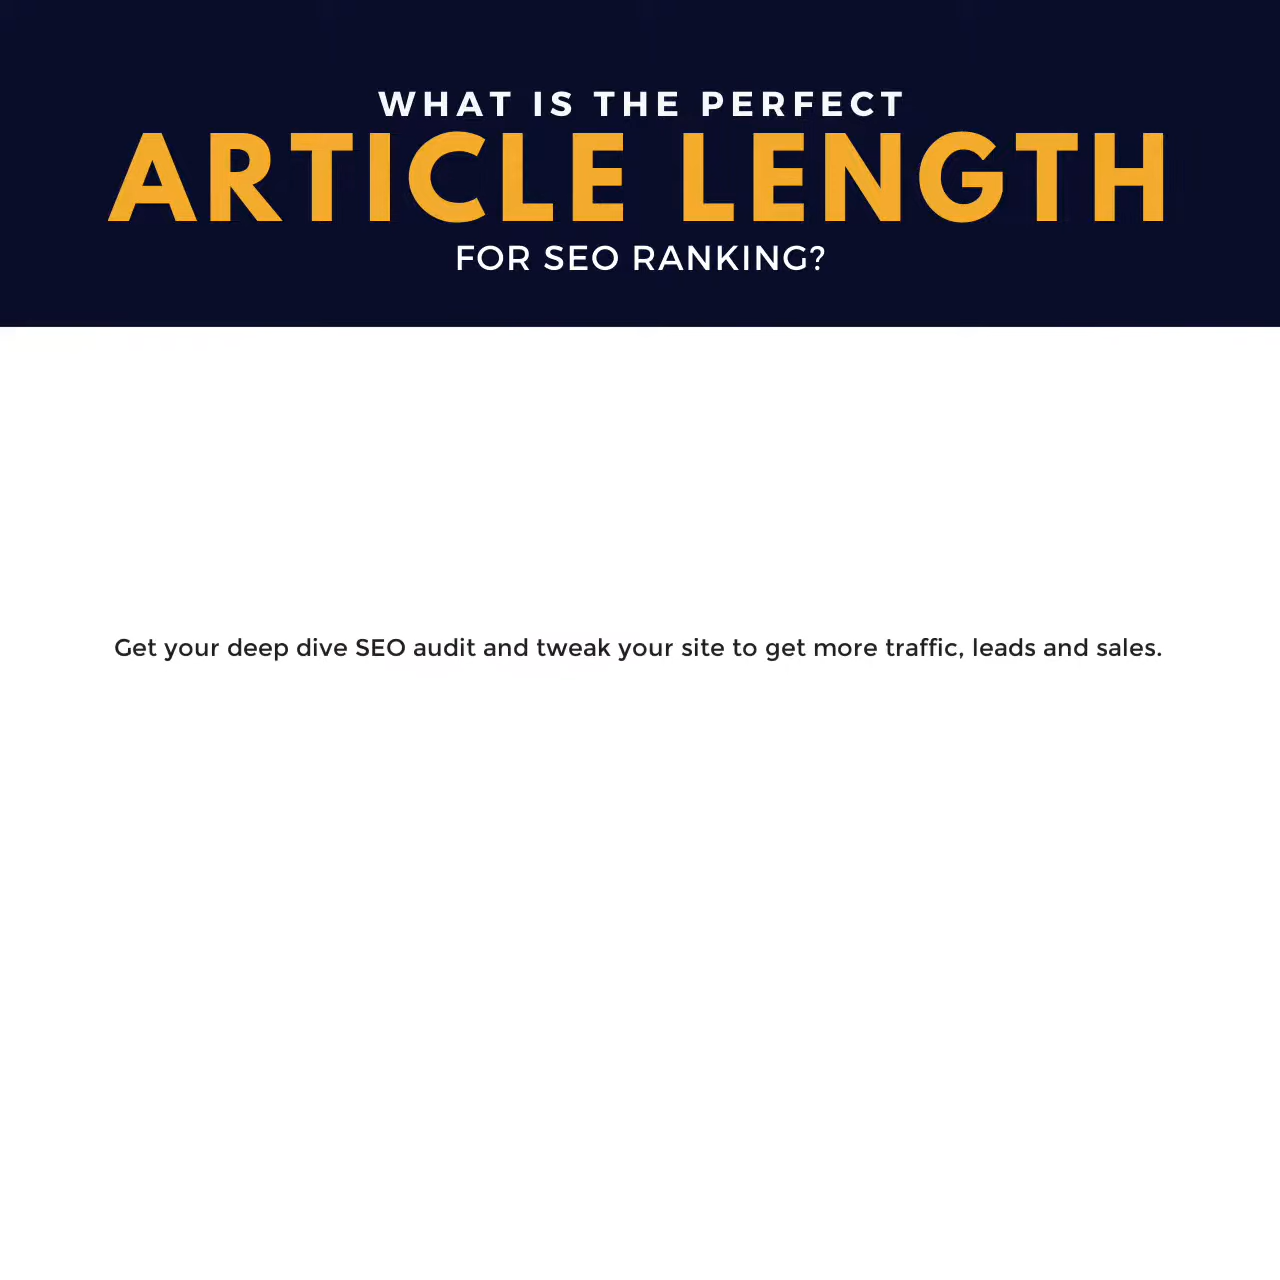 WHAT IS THE PERFECT
ARTICLE LENGTH
FOR SEO RANKING?
Get your deep dive SEO audit and tweak your site to get more traffic, leads and sales.